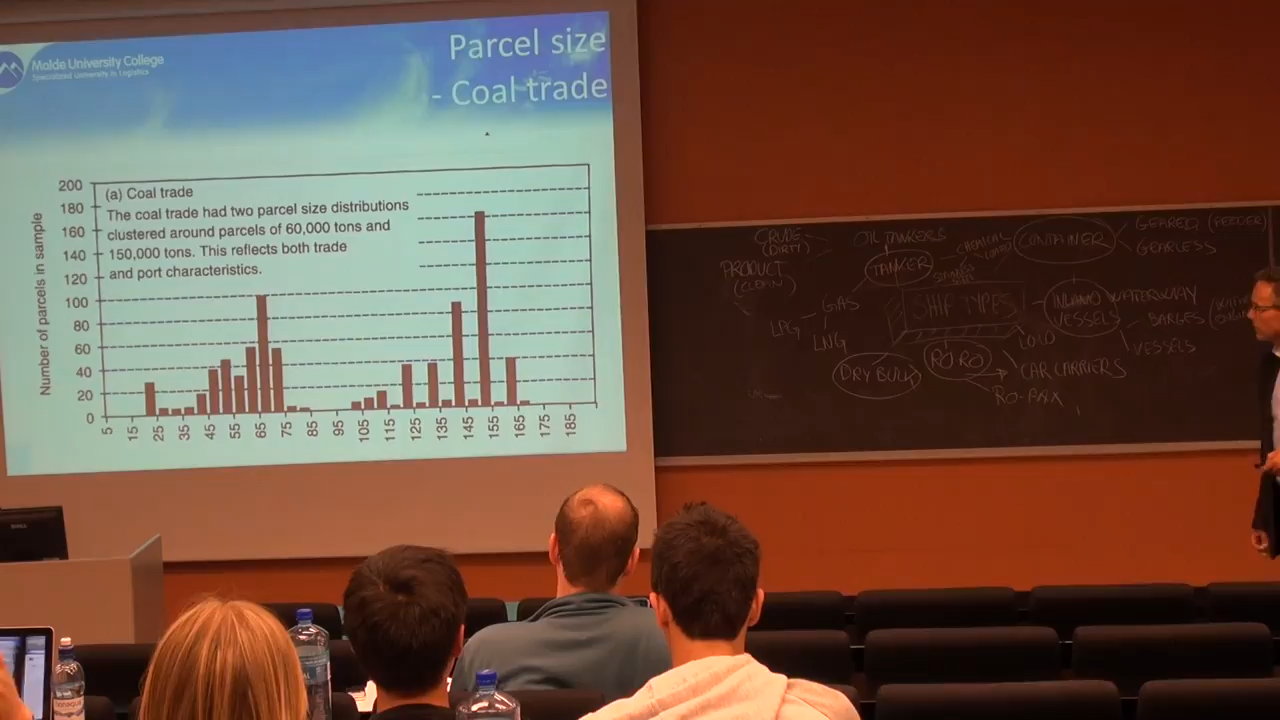 Molde University College
Specialized University in Logistics
Parcel size
- Coal trade
(a) Coal trade
The coal trade had two parcel size distributions
clustered around parcels of 60,000 tons and
150,000 tons. This reflects both trade
and port characteristics.
Number of parcels in sample
200
180
160
140
120
100
80
60
40
20
0
5 15 25 35 45 55 65 75 85 95 105 115 125 135 145 155 165 175 185
CRUDE
(DIRTY)
PRODUCT
(CLEAN)
OIL TANKERS
TANKER
CHEMICALS
CONTAINER
GEARED (FEEDER)
GEARLESS
GAS
LPG
LNG
SHIP TYPES
INLAND WATERWAY
VESSELS
BARGES
VESSELS
LOLO
DRY BULK
RO RO
CAR CARRIERS
RO-PAX
DELL